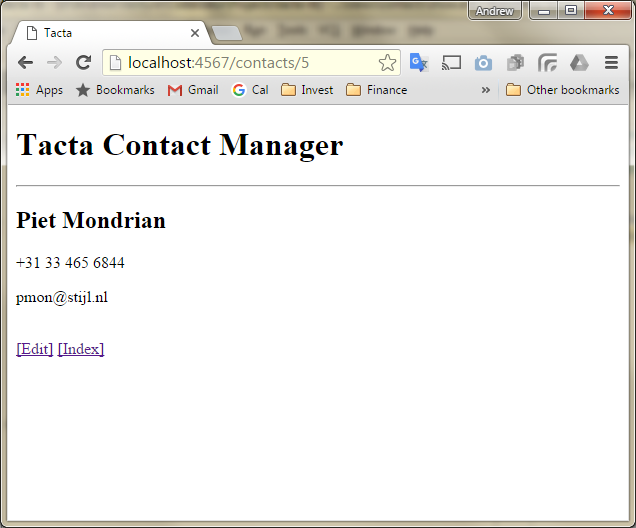 Andrew
Tacta
localhost:4567/contacts/5
Apps Bookmarks Gmail Cal Invest Finance » Other bookmarks
Tacta Contact Manager
Piet Mondrian
+31 33 465 6844
pmon@stijl.nl
[Edit] [Index]